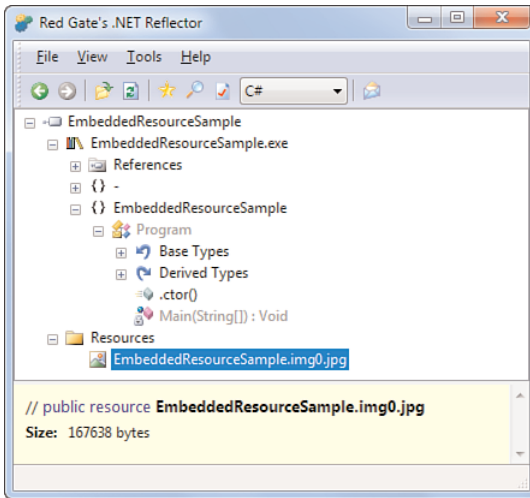 Red Gate's .NET Reflector
File View Tools Help
C#
EmbeddedResourceSample
EmbeddedResourceSample.exe
References
{} -
{} EmbeddedResourceSample
Program
Base Types
Derived Types
.ctor()
Main(String[]) : Void
Resources
EmbeddedResourceSample.img0.jpg
// public resource EmbeddedResourceSample.img0.jpg
Size: 167638 bytes